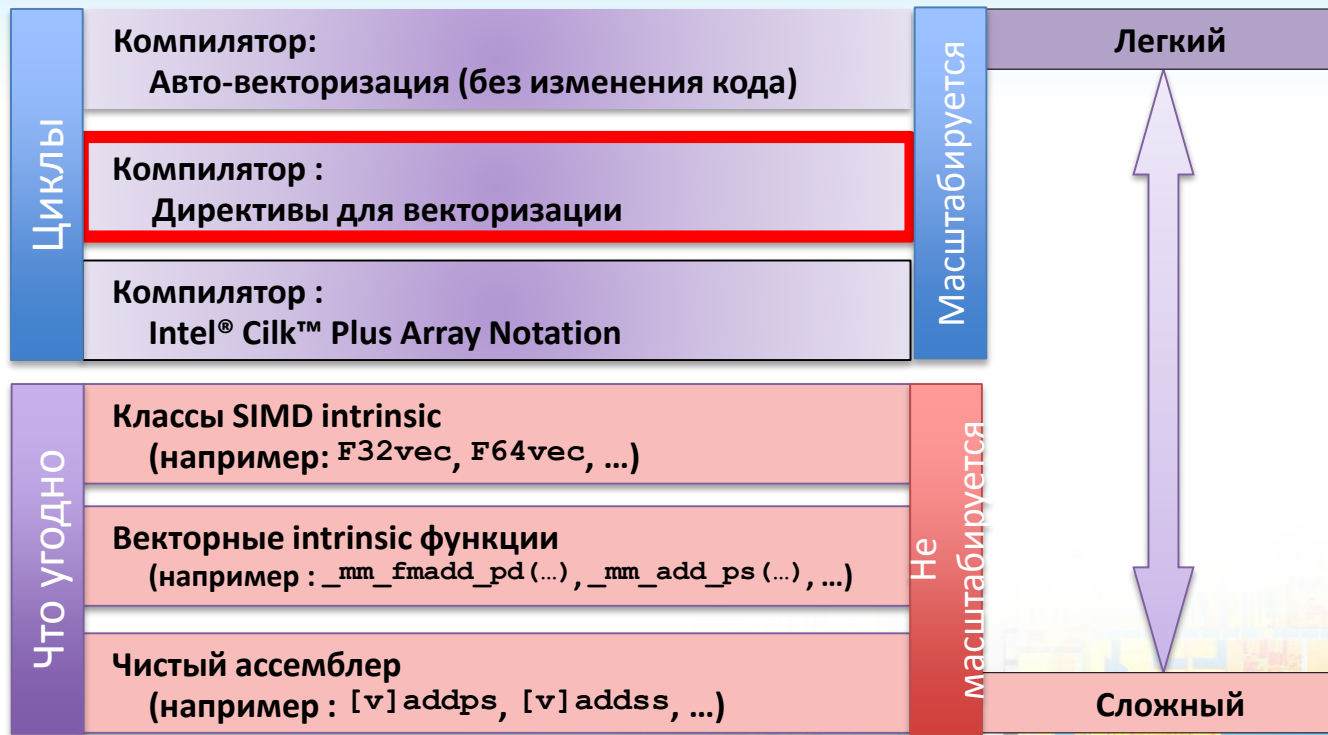 Циклы
Компилятор:
Авто-векторизация (без изменения кода)
Компилятор :
Директивы для векторизации
Компилятор :
Intel® Cilk™ Plus Array Notation
Масштабируется
Легкий
Что угодно
Классы SIMD intrinsic
(например: F32vec, F64vec, …)
Векторные intrinsic функции
(например : _mm_fmadd_pd(…), _mm_add_ps(…), …)
Чистый ассемблер
(например : [v]addps, [v]addss, …)
Не
масштабируется
Сложный